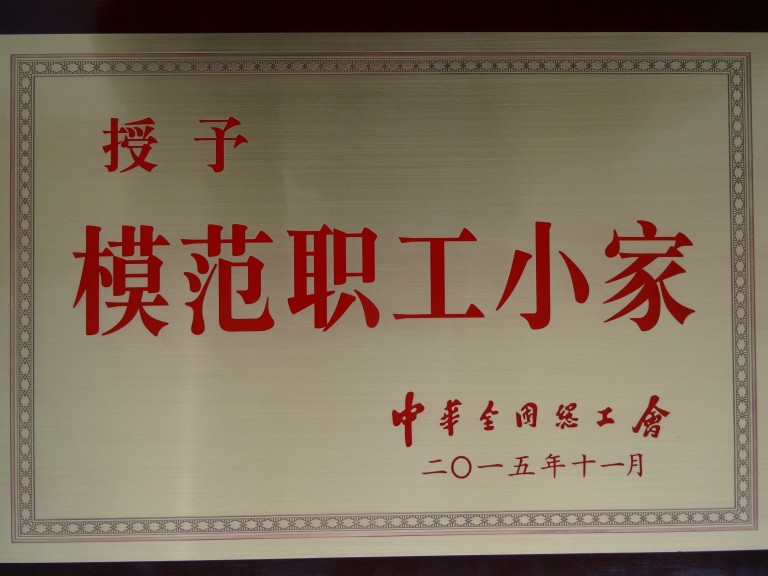 授予
模范职工小家
中華全国総工會
二〇一五年十一月